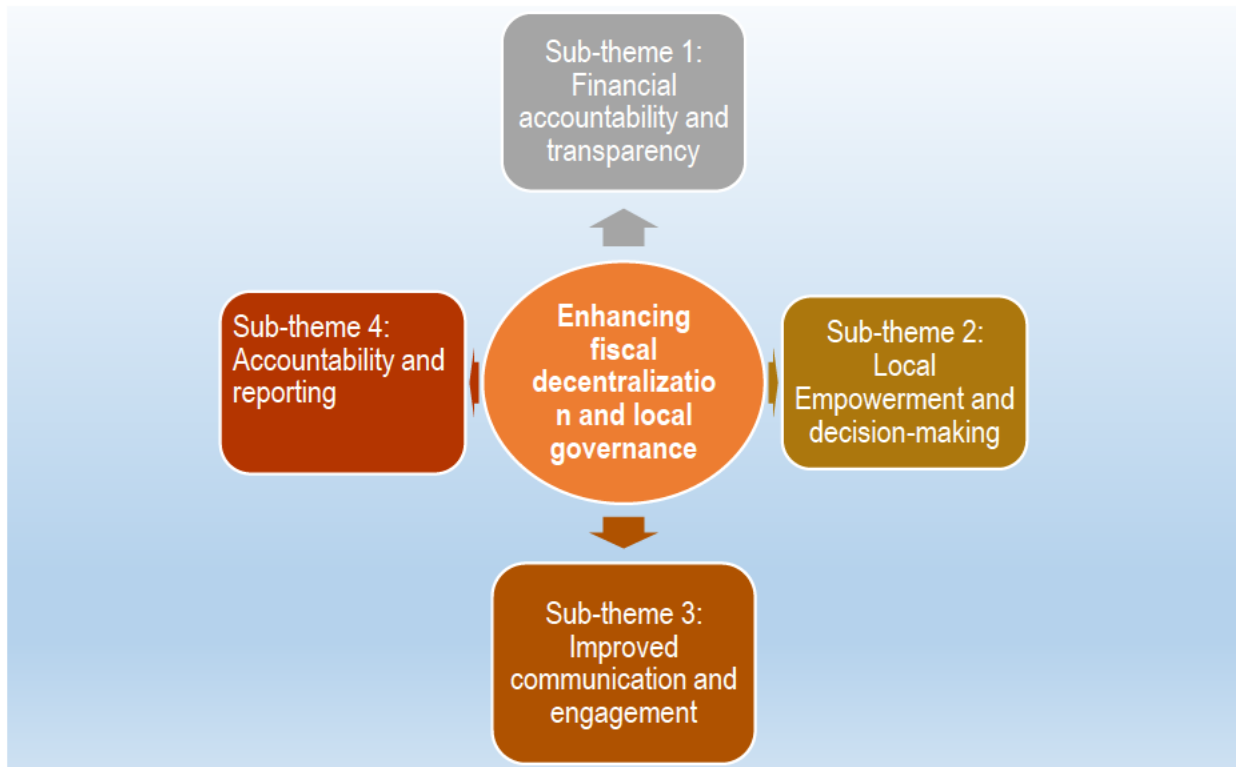 Sub-theme 1:
Financial
accountability and
transparency
Sub-theme 4:
Accountability and
reporting
Enhancing
fiscal
decentralizatio
n and local
governance
Sub-theme 2:
Local
Empowerment and
decision-making
Sub-theme 3:
Improved
communication and
engagement